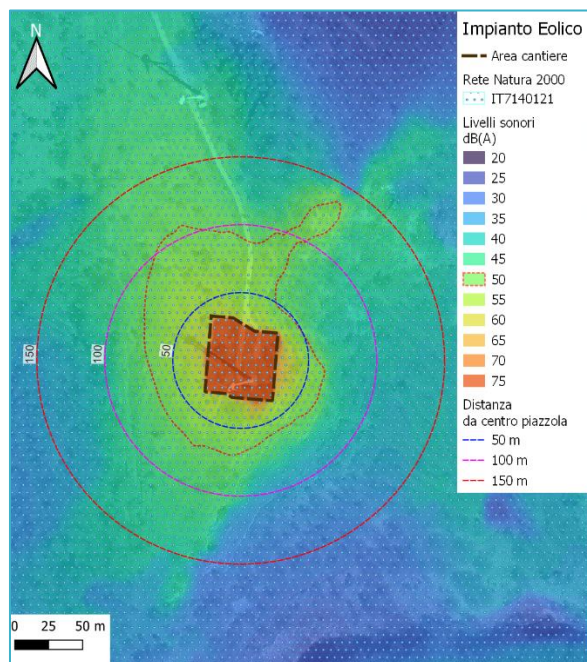 N
Impianto Eolico
Area cantiere
Rete Natura 2000
IT7140121
Livelli sonori
dB(A)
20
25
30
35
40
45
50
55
60
65
70
75
Distanza
da centro piazzola
50 m
100 m
150 m
150
100
50
0 25 50 m